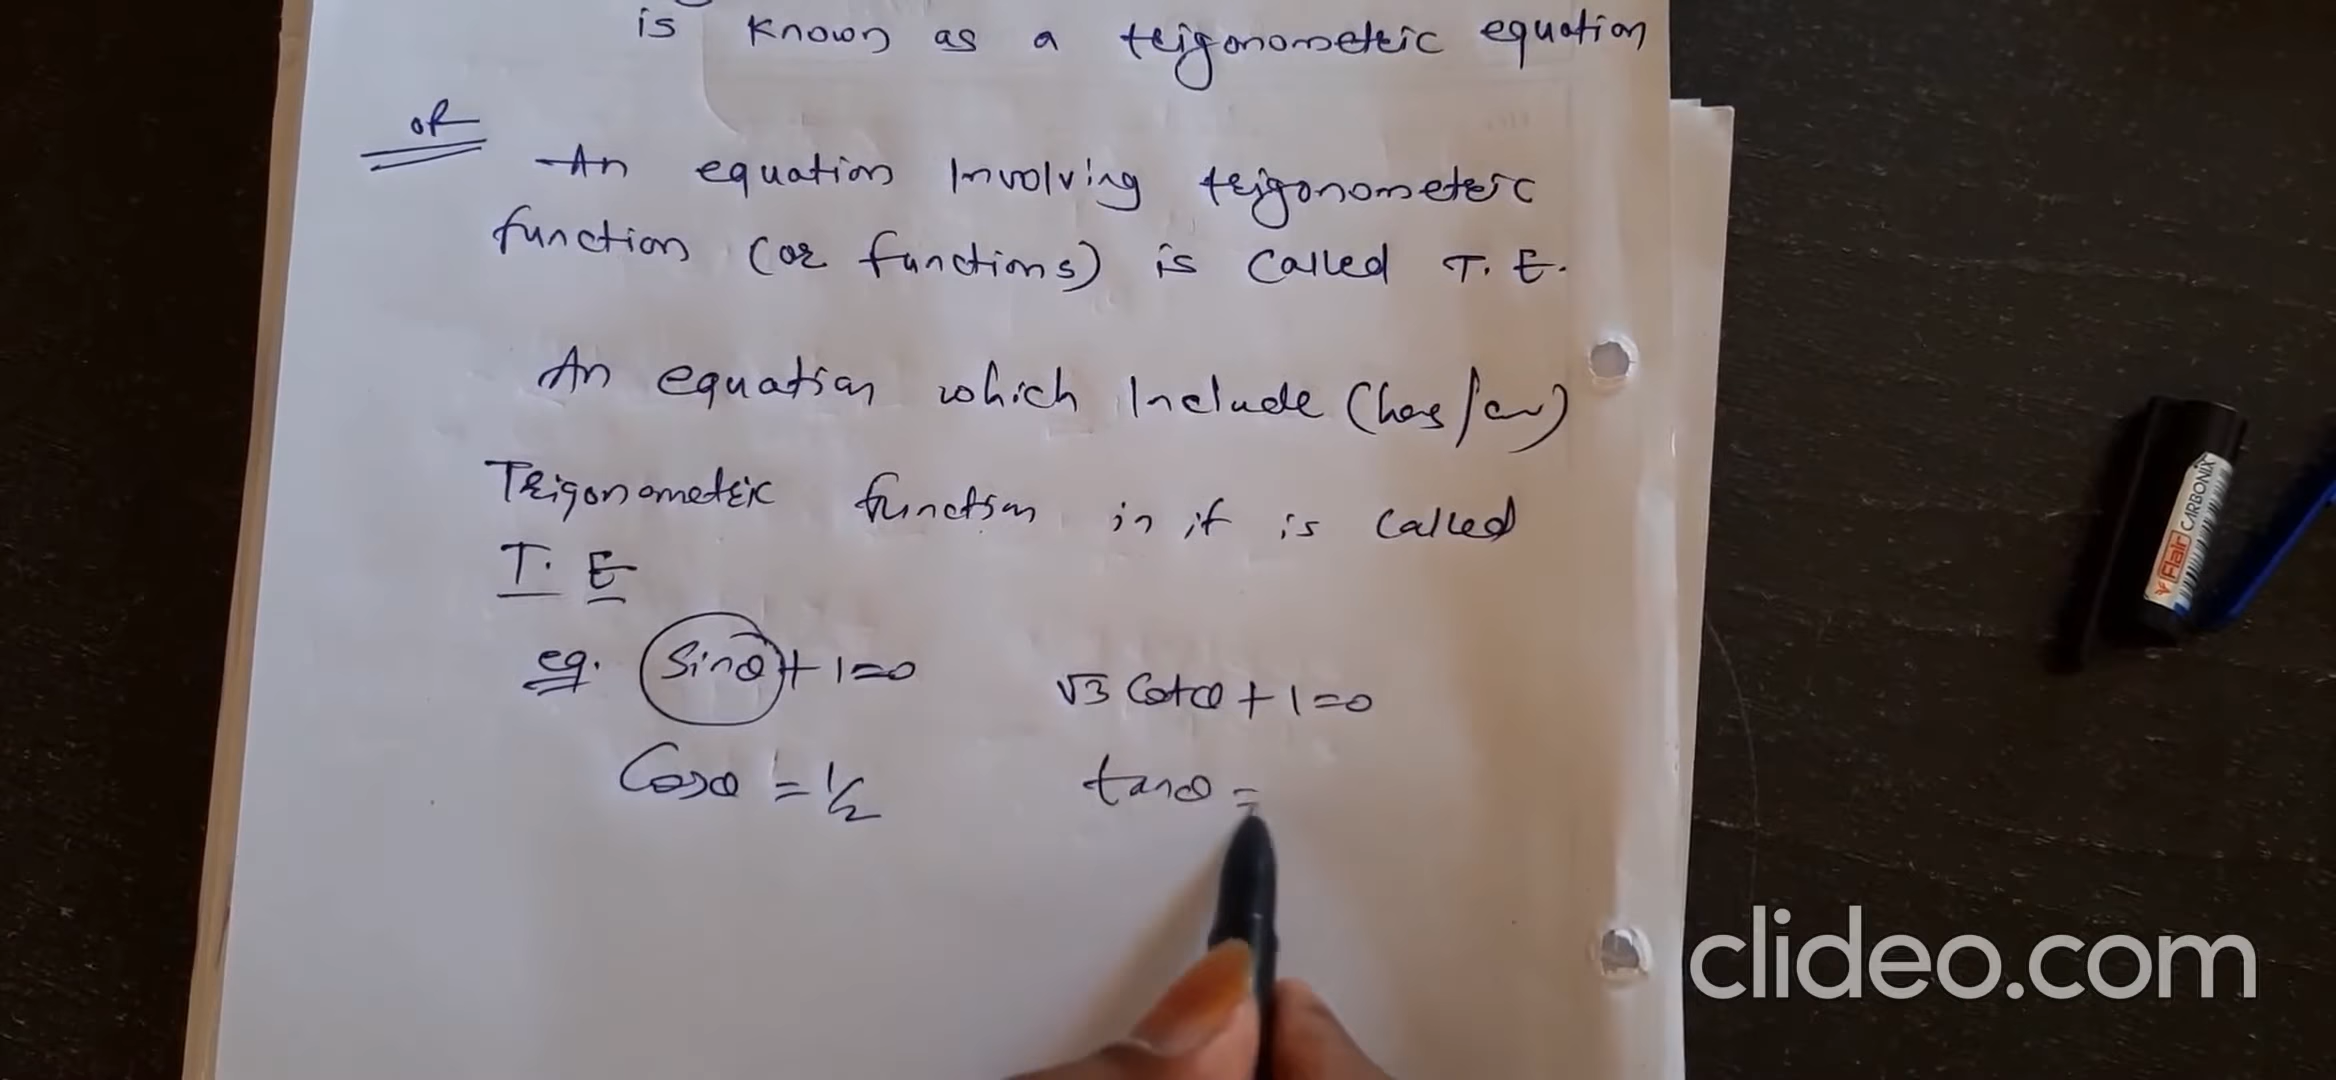 is known as a trigonometric equation
OR
An equation Involving trigonometric
function (or functions) is called T. E.
An equation which Include (has/
Trigonometric function in it is called
T. E
eg. Sinθ + 1 = 0
√3 Cotθ + 1 = 0
Cosθ = 1/2
tanθ =
Flair CARBONIX
clideo.com